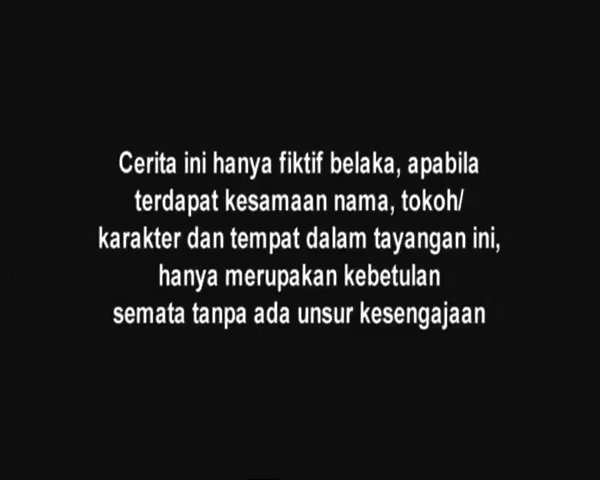 Cerita ini hanya fiktif belaka, apabila
terdapat kesamaan nama, tokoh/
karakter dan tempat dalam tayangan ini,
hanya merupakan kebetulan
semata tanpa ada unsur kesengajaan